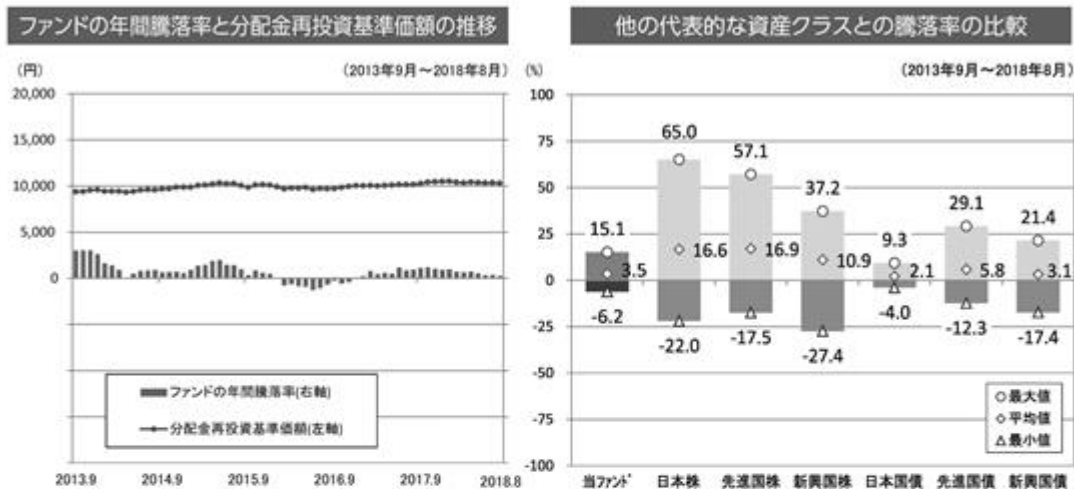 ファンドの年間騰落率と分配金再投資基準価額の推移
(円)
(2013年9月～2018年8月)
20,000
15,000
10,000
5,000
0
ファンドの年間騰落率(右軸)
分配金再投資基準価額(左軸)
2013.9 2014.9 2015.9 2016.9 2017.9 2018.8
他の代表的な資産クラスとの騰落率の比較
(%)
(2013年9月～2018年8月)
100
75
50
25
0
-25
-50
-75
-100
15.1 65.0 57.1 37.2 9.3 29.1 21.4
3.5 16.6 16.9 10.9 2.1 5.8 3.1
-6.2 -22.0 -17.5 -27.4 -4.0 -12.3 -17.4
○最大値
◇平均値
△最小値
当ファンド 日本株 先進国株 新興国株 日本国債 先進国債 新興国債